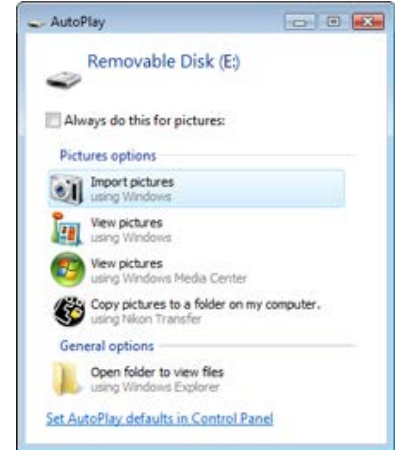 AutoPlay
Removable Disk (E:)
Always do this for pictures:
Pictures options
Import pictures
using Windows
View pictures
using Windows
View pictures
using Windows Media Center
Copy pictures to a folder on my computer.
using Nikon Transfer
General options
Open folder to view files
using Windows Explorer
Set AutoPlay defaults in Control Panel